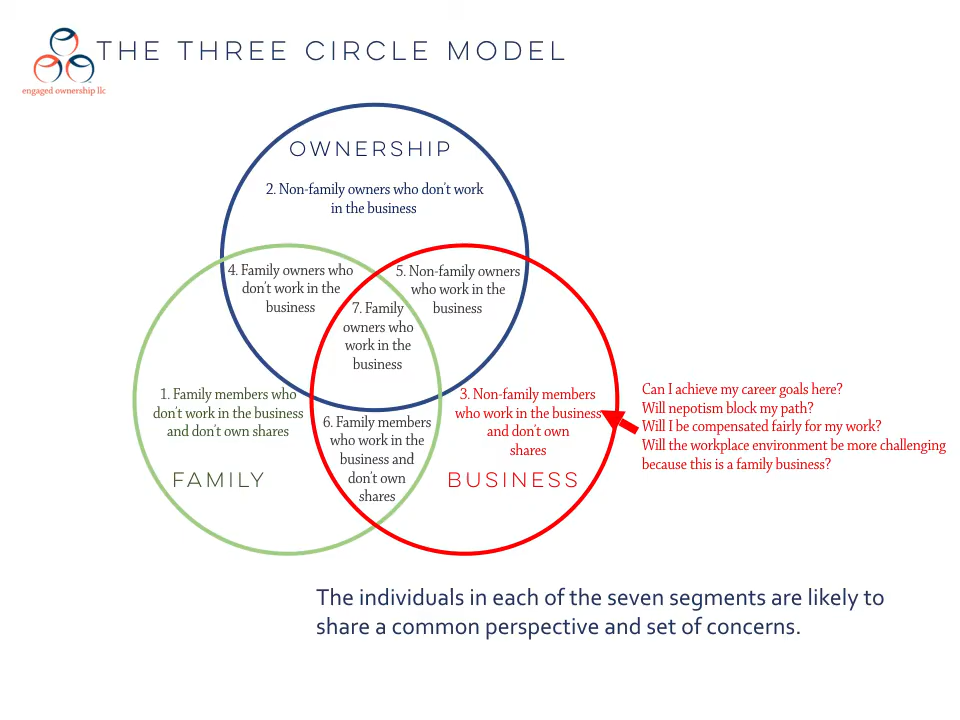 THE THREE CIRCLE MODEL
engaged ownership llc
OWNERSHIP
2. Non-family owners who don't work
in the business
4. Family owners who
don't work in the
business
5. Non-family owners
who work in the
business
7. Family
owners who
work in the
business
1. Family members who
don't work in the business
and don't own shares
6. Family members
who work in the
business and
don't own
shares
3. Non-family members
who work in the business
and don't own
shares
FAMILY
BUSINESS
Can I achieve my career goals here?
Will nepotism block my path?
Will I be compensated fairly for my work?
Will the workplace environment be more challenging
because this is a family business?
The individuals in each of the seven segments are likely to
share a common perspective and set of concerns.